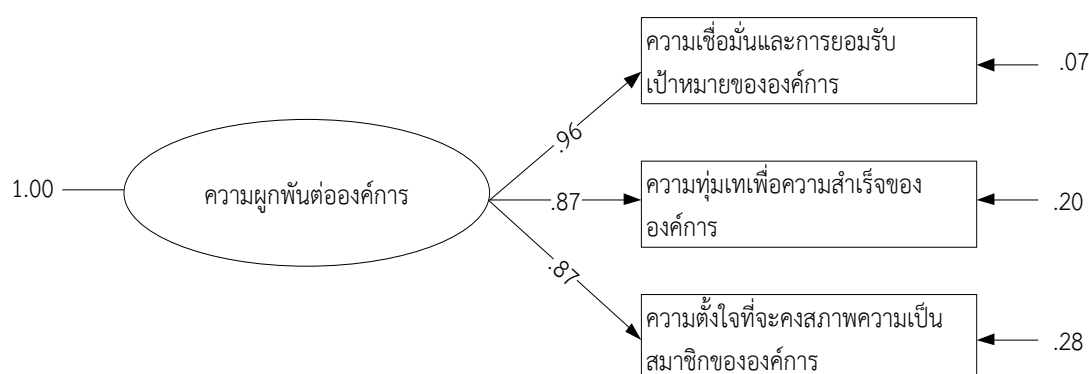 ความเชื่อมั่นและการยอมรับ
เป้าหมายขององค์การ
.07
.96
1.00
ความผูกพันต่อองค์การ
.87
ความทุ่มเทเพื่อความสำเร็จของ
องค์การ
.20
.87
ความตั้งใจที่จะคงสภาพความเป็น
สมาชิกขององค์การ
.28